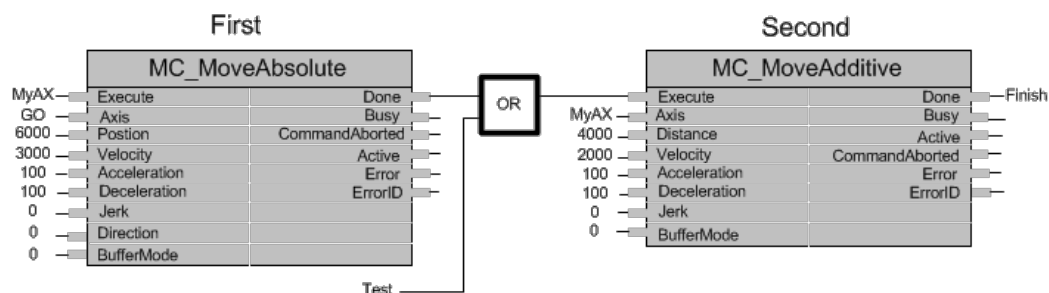 First
Second
MC_MoveAbsolute
MC_MoveAdditive
MyAX Execute Done OR Execute Done Finish
GO Axis Busy MyAX Axis Busy
6000 Postion CommandAborted 4000 Distance Active
3000 Velocity Active 2000 Velocity CommandAborted
100 Acceleration Error 100 Acceleration Error
100 Deceleration ErrorID 100 Deceleration ErrorID
0 Jerk 0 Jerk
0 Direction 0 BufferMode
0 BufferMode
Test